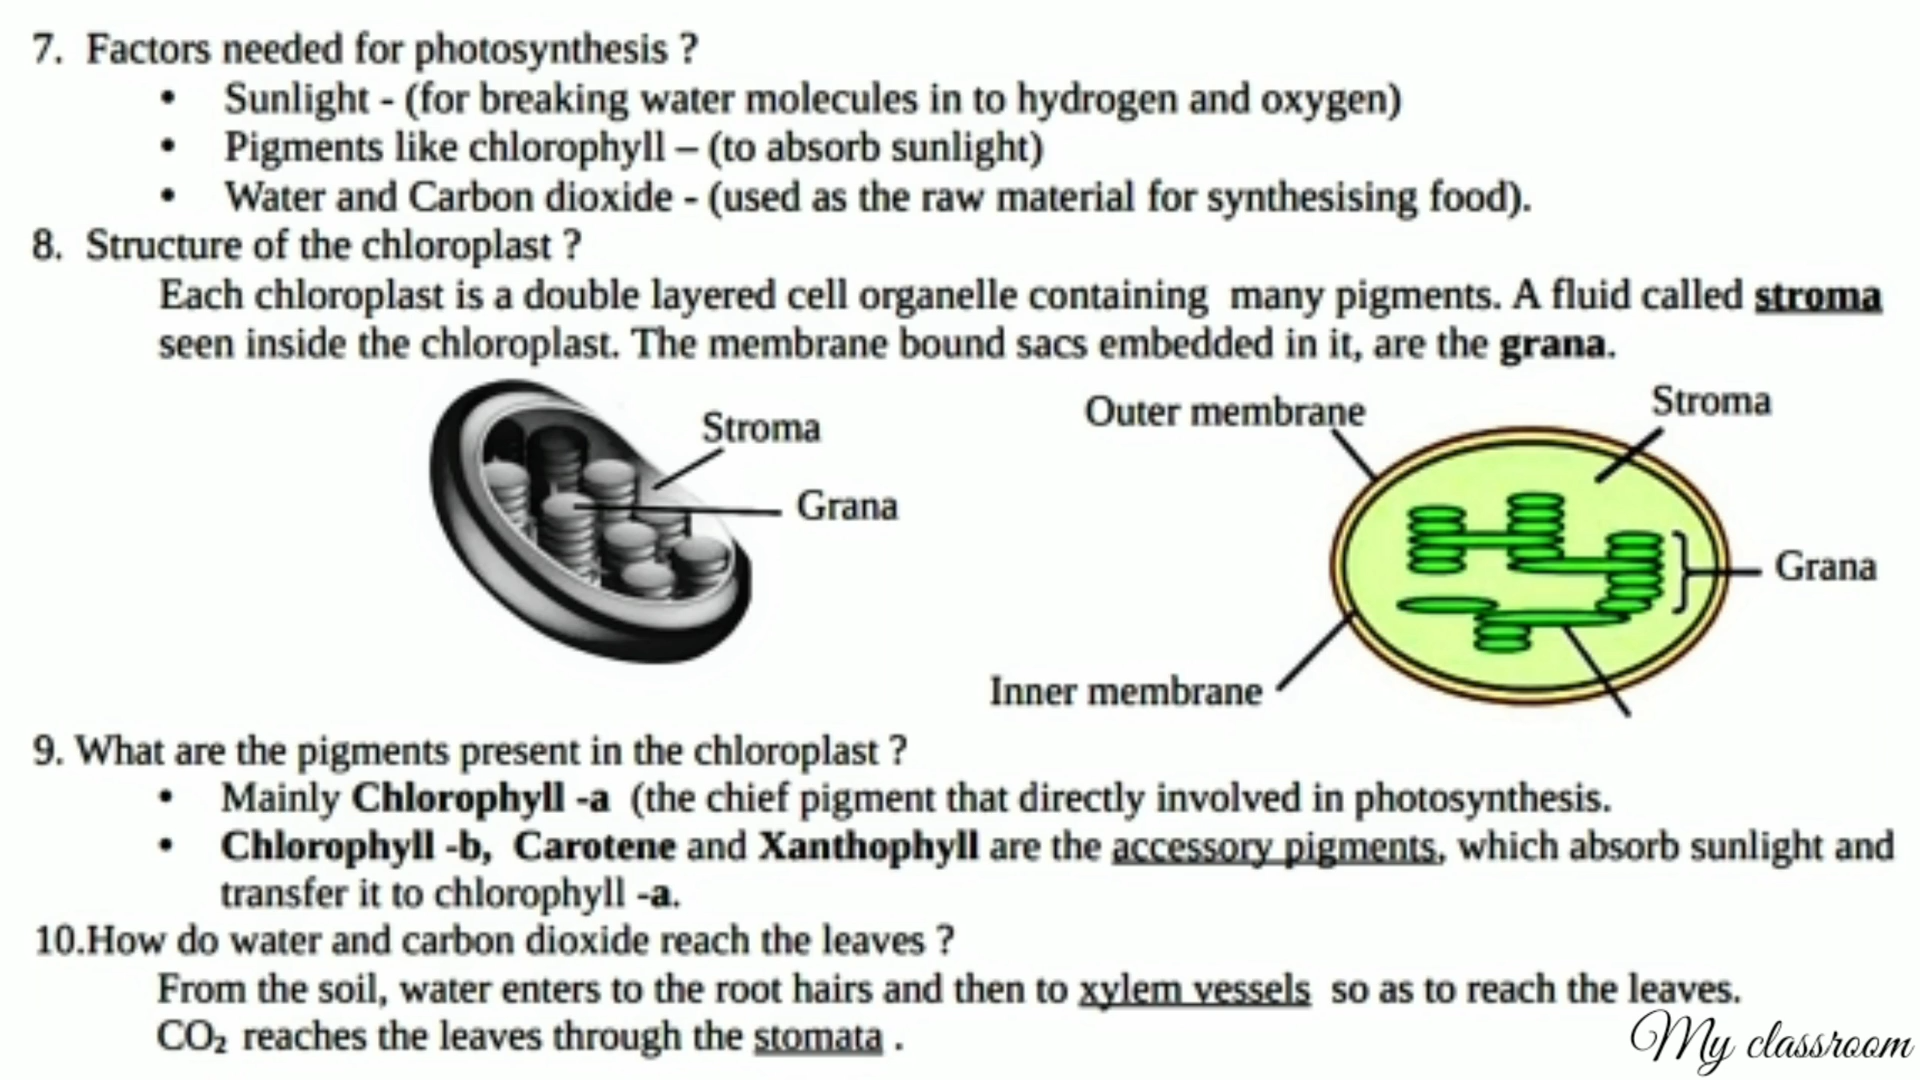 7. Factors needed for photosynthesis ?
• Sunlight - (for breaking water molecules in to hydrogen and oxygen)
• Pigments like chlorophyll – (to absorb sunlight)
• Water and Carbon dioxide - (used as the raw material for synthesising food).
8. Structure of the chloroplast ?
Each chloroplast is a double layered cell organelle containing many pigments. A fluid called stroma
seen inside the chloroplast. The membrane bound sacs embedded in it, are the grana.
Stroma
Grana
Outer membrane
Stroma
Grana
Inner membrane
9. What are the pigments present in the chloroplast ?
• Mainly Chlorophyll -a (the chief pigment that directly involved in photosynthesis.
• Chlorophyll -b, Carotene and Xanthophyll are the accessory pigments, which absorb sunlight and
transfer it to chlorophyll -a.
10.How do water and carbon dioxide reach the leaves ?
From the soil, water enters to the root hairs and then to xylem vessels so as to reach the leaves.
CO₂ reaches the leaves through the stomata .
My classroom